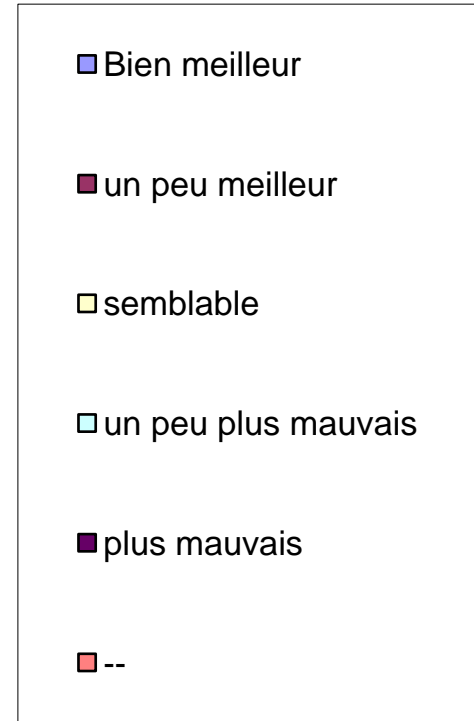 Bien meilleur
un peu meilleur
semblable
un peu plus mauvais
plus mauvais
--